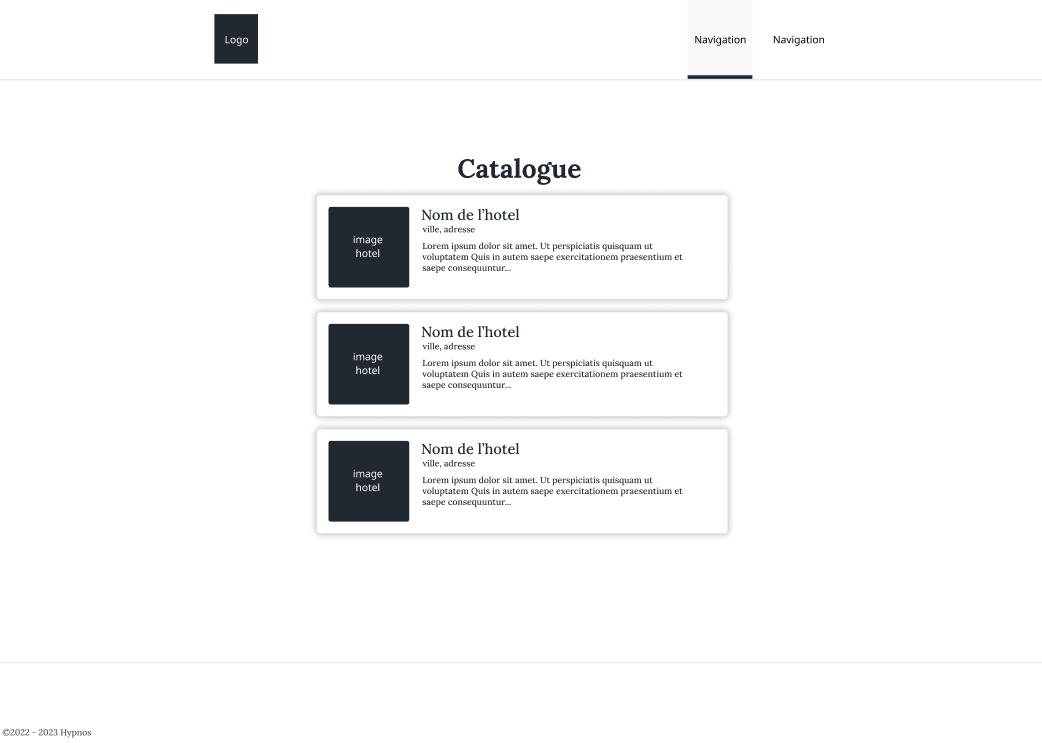 Logo
Navigation
Navigation
Catalogue
image
hotel
Nom de l’hotel
ville, adresse
Lorem ipsum dolor sit amet. Ut perspiciatis quisquam ut
voluptatem Quis in autem saepe exercitationem praesentium et
saepe consequuntur...
image
hotel
Nom de l’hotel
ville, adresse
Lorem ipsum dolor sit amet. Ut perspiciatis quisquam ut
voluptatem Quis in autem saepe exercitationem praesentium et
saepe consequuntur...
image
hotel
Nom de l’hotel
ville, adresse
Lorem ipsum dolor sit amet. Ut perspiciatis quisquam ut
voluptatem Quis in autem saepe exercitationem praesentium et
saepe consequuntur...
©2022 - 2023 Hypnos